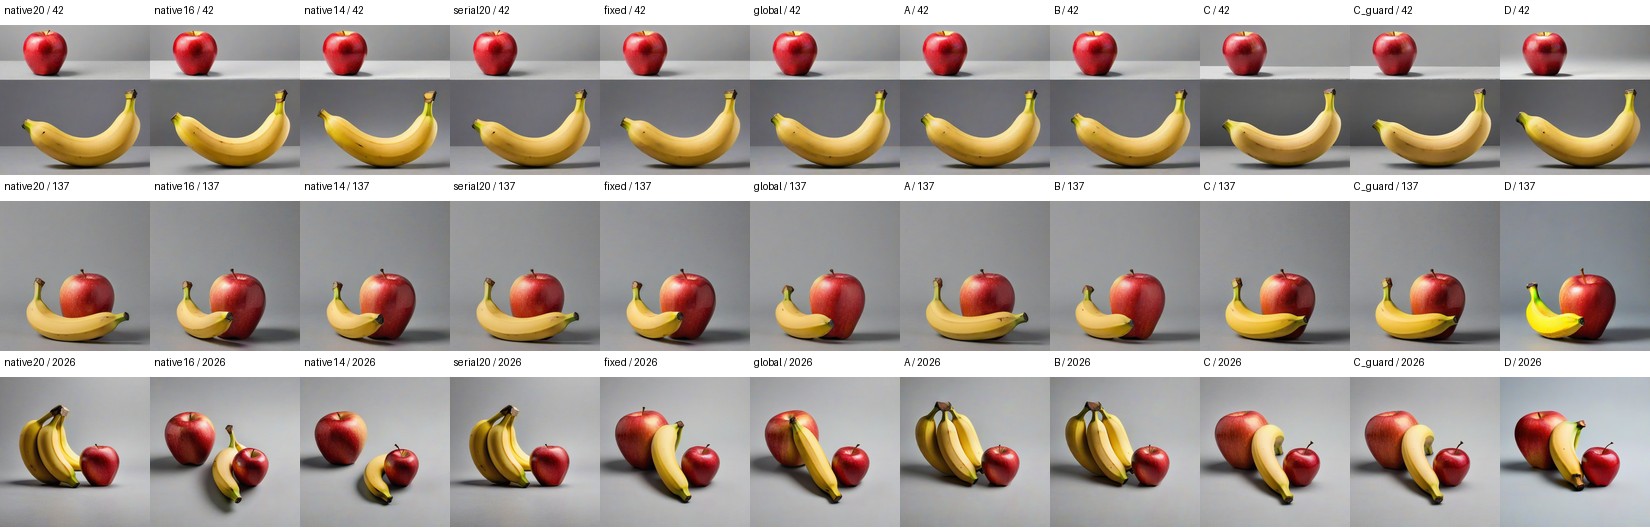 native20 / 42 native16 / 42 native14 / 42 serial20 / 42 fixed / 42 global / 42 A / 42 B / 42 C / 42 C_guard / 42 D / 42
native20 / 137 native16 / 137 native14 / 137 serial20 / 137 fixed / 137 global / 137 A / 137 B / 137 C / 137 C_guard / 137 D / 137
native20 / 2026 native16 / 2026 native14 / 2026 serial20 / 2026 fixed / 2026 global / 2026 A / 2026 B / 2026 C / 2026 C_guard / 2026 D / 2026